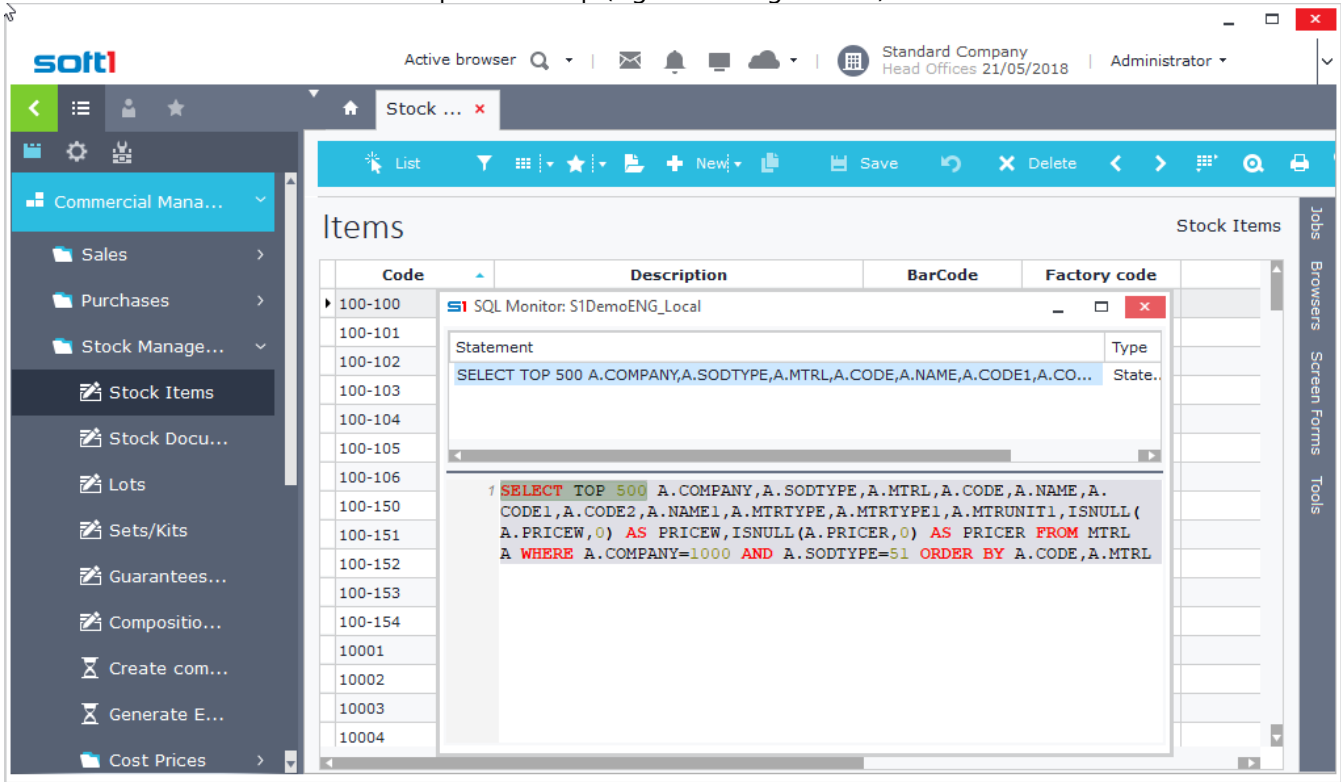 soft1
Active browser
Standard Company
Head Offices 21/05/2018
Administrator
Stock ...
List
New
Save
Delete
Commercial Mana...
Sales
Purchases
Stock Manage...
Stock Items
Stock Docu...
Lots
Sets/Kits
Guarantees...
Compositio...
Create com...
Generate E...
Cost Prices
Items
Stock Items
Code Description BarCode Factory code
100-100
100-101
100-102
100-103
100-104
100-105
100-106
100-150
100-151
100-152
100-153
100-154
10001
10002
10003
10004
S1 SQL Monitor: S1DemoENG_Local
Statement Type
SELECT TOP 500 A.COMPANY,A.SODTYPE,A.MTRL,A.CODE,A.NAME,A.CODE1,A.CO... State..
1 SELECT TOP 500 A.COMPANY,A.SODTYPE,A.MTRL,A.CODE,A.NAME,A.
CODE1,A.CODE2,A.NAME1,A.MTRTYPE,A.MTRTYPE1,A.MTRUNIT1,ISNULL(
A.PRICEW,0) AS PRICEW,ISNULL(A.PRICER,0) AS PRICER FROM MTRL
A WHERE A.COMPANY=1000 AND A.SODTYPE=51 ORDER BY A.CODE,A.MTRL
Jobs
Browsers
Screen Forms
Tools